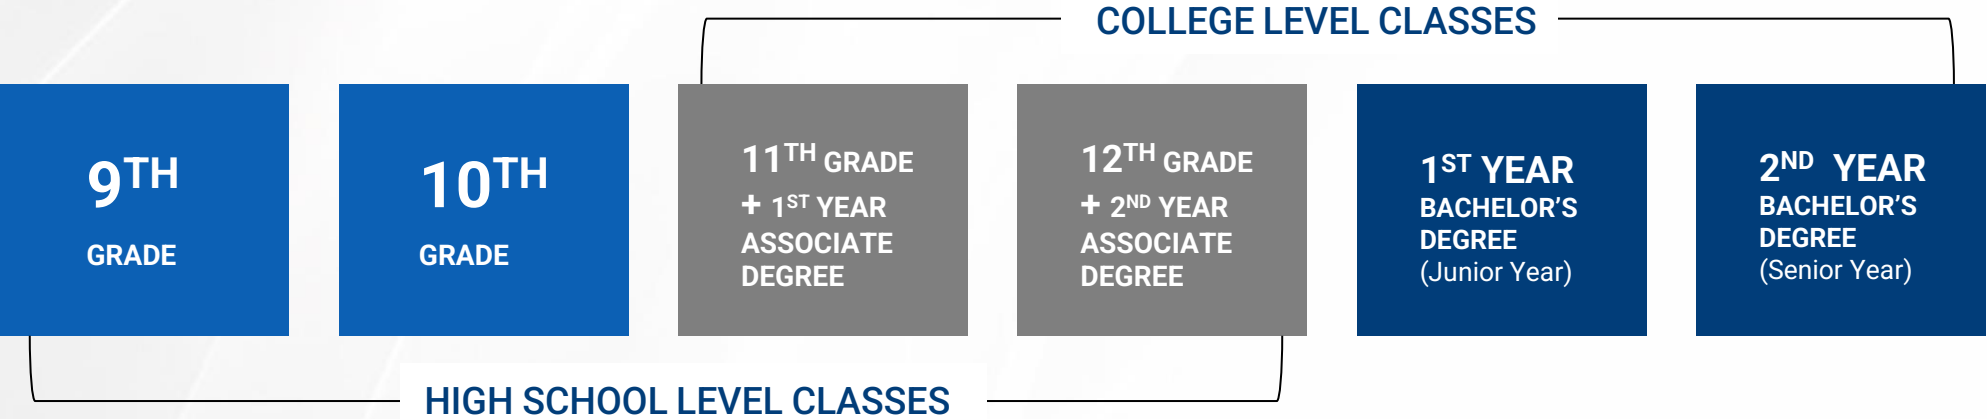 COLLEGE LEVEL CLASSES
9TH
GRADE
10TH
GRADE
11TH GRADE
+ 1ST YEAR
ASSOCIATE
DEGREE
12TH GRADE
+ 2ND YEAR
ASSOCIATE
DEGREE
1ST YEAR
BACHELOR’S
DEGREE
(Junior Year)
2ND YEAR
BACHELOR’S
DEGREE
(Senior Year)
HIGH SCHOOL LEVEL CLASSES